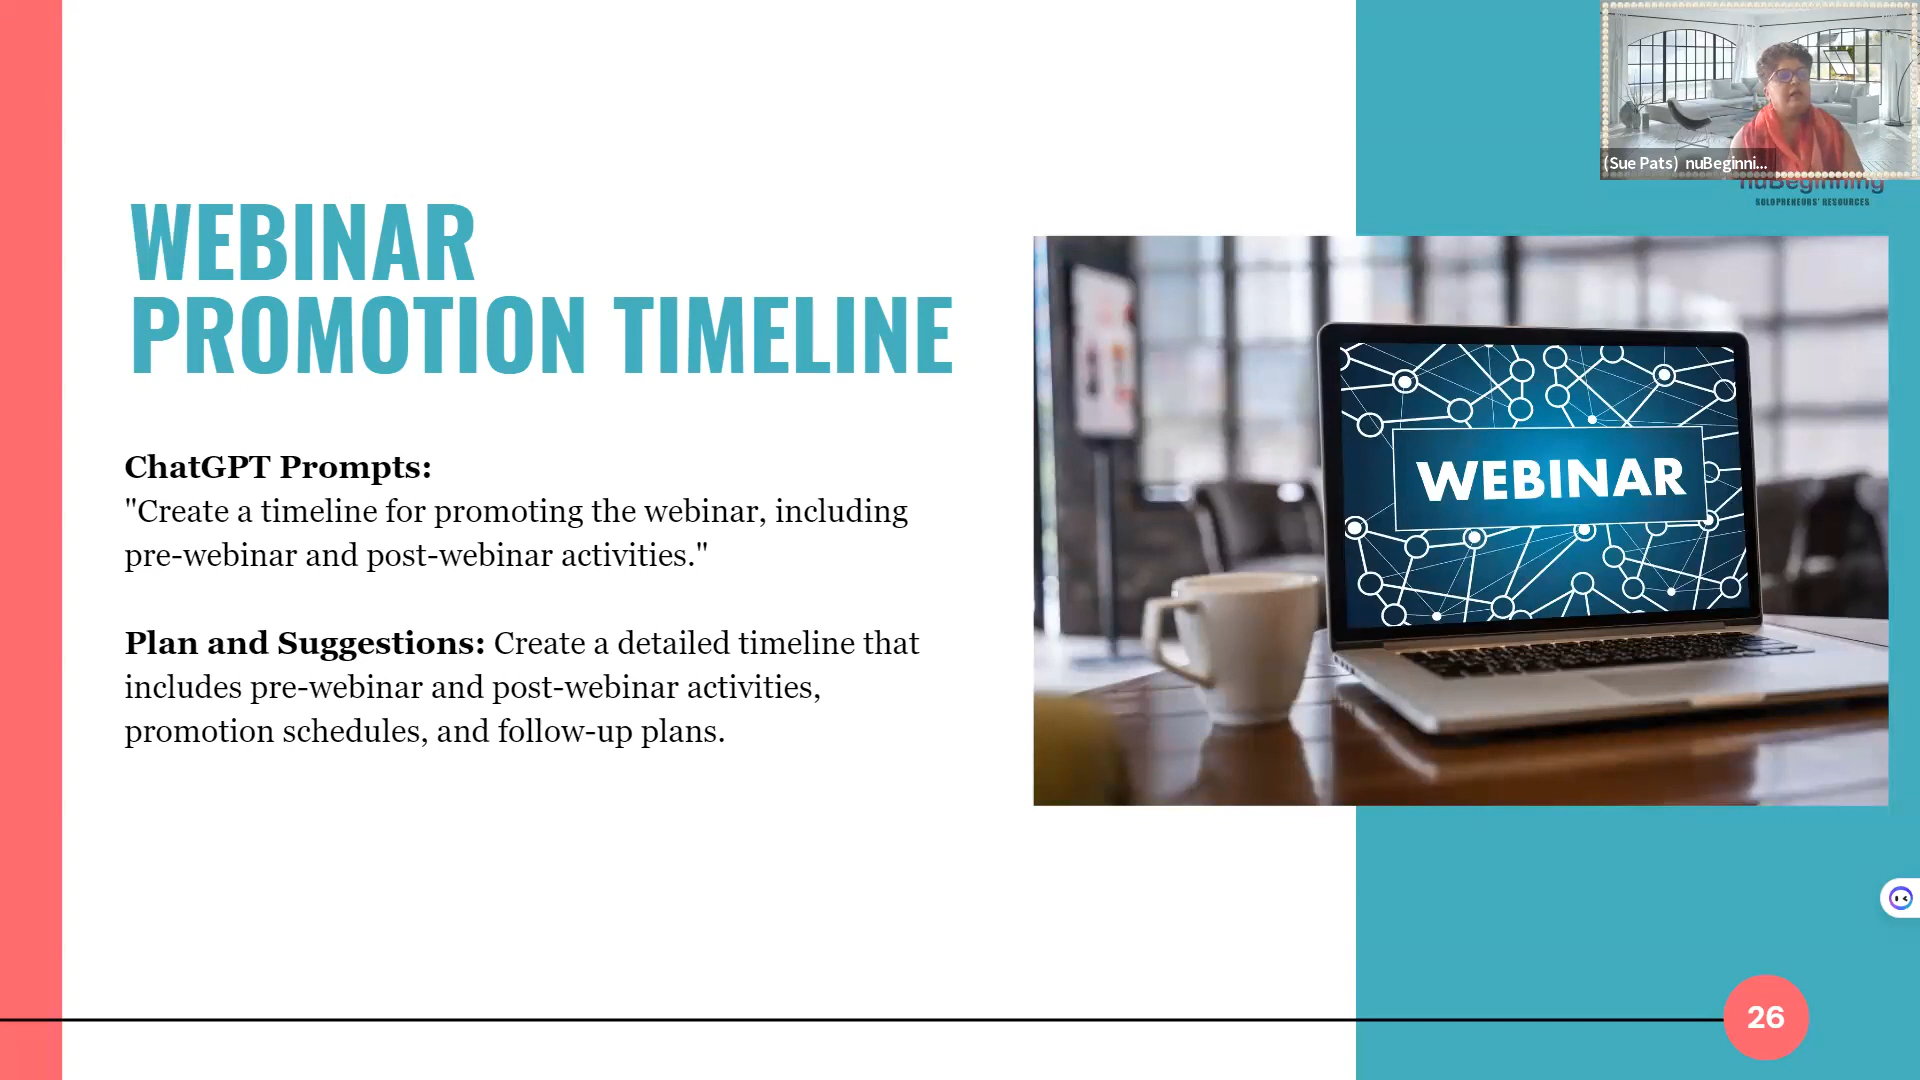 (Sue Pats) nuBeginni...
nuBeginning
SOLOPRENEURS' RESOURCES
WEBINAR
PROMOTION TIMELINE
ChatGPT Prompts:
"Create a timeline for promoting the webinar, including
pre-webinar and post-webinar activities."
Plan and Suggestions: Create a detailed timeline that
includes pre-webinar and post-webinar activities,
promotion schedules, and follow-up plans.
WEBINAR
26